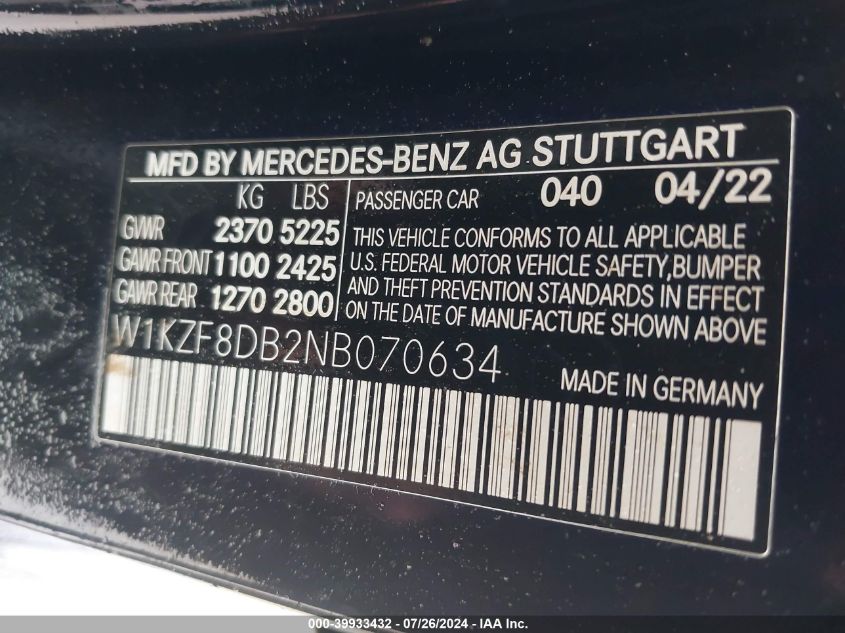 MFD BY MERCEDES-BENZ AG STUTTGART
KG LBS
GVWR 2370 5225
GAWR FRONT 1100 2425
GAWR REAR 1270 2800
PASSENGER CAR 040 04/22
THIS VEHICLE CONFORMS TO ALL APPLICABLE
U.S. FEDERAL MOTOR VEHICLE SAFETY,BUMPER
AND THEFT PREVENTION STANDARDS IN EFFECT
ON THE DATE OF MANUFACTURE SHOWN ABOVE
W1KZF8DB2NB070634
MADE IN GERMANY
000-39933432 - 07/26/2024 - IAA Inc.